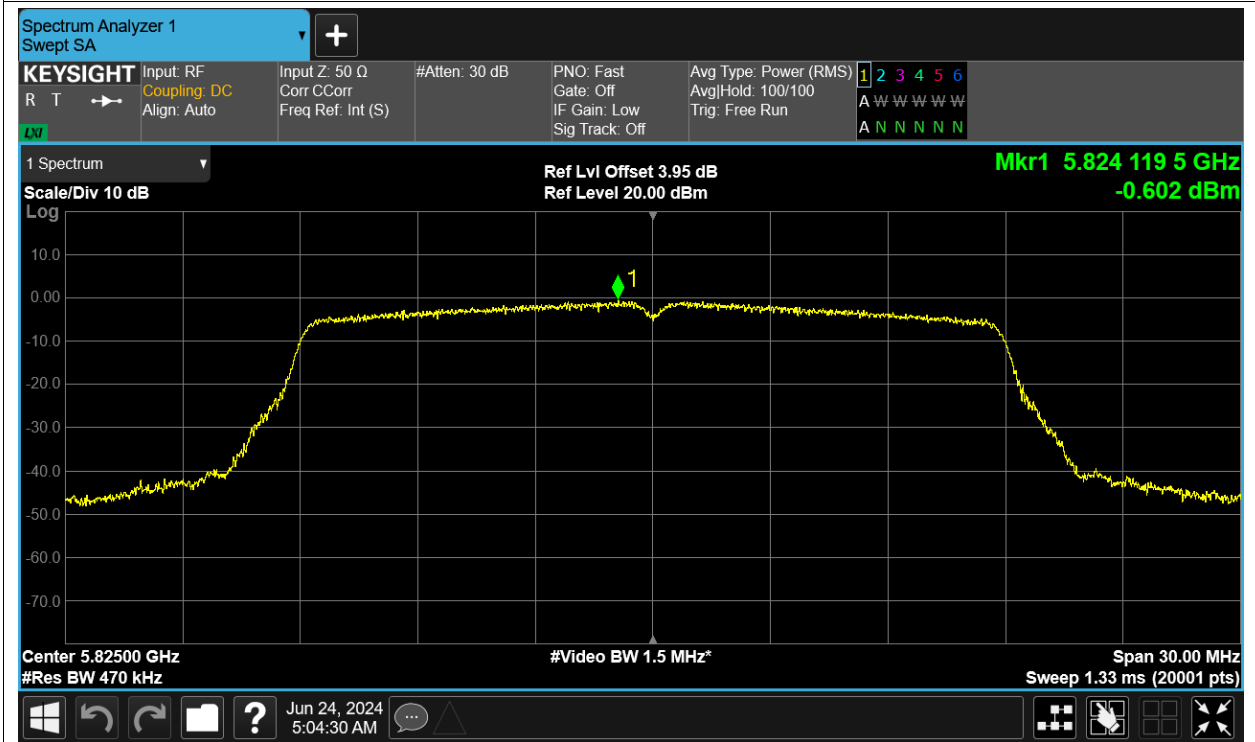 Spectrum Analyzer 1
Swept SA
KEYSIGHT
R T
LXI
Input: RF
Coupling: DC
Align: Auto
Input Z: 50 Ω
Corr CCorr
Freq Ref: Int (S)
#Atten: 30 dB
PNO: Fast
Gate: Off
IF Gain: Low
Sig Track: Off
Avg Type: Power (RMS)
Avg|Hold: 100/100
Trig: Free Run
1 2 3 4 5 6
A W W W W W
A N N N N N
1 Spectrum
Scale/Div 10 dB
Log
Ref Lvl Offset 3.95 dB
Ref Level 20.00 dBm
Mkr1 5.824 119 5 GHz
-0.602 dBm
10.0
0.00
-10.0
-20.0
-30.0
-40.0
-50.0
-60.0
-70.0
1
Center 5.82500 GHz
#Res BW 470 kHz
#Video BW 1.5 MHz*
Span 30.00 MHz
Sweep 1.33 ms (20001 pts)
?
Jun 24, 2024
5:04:30 AM